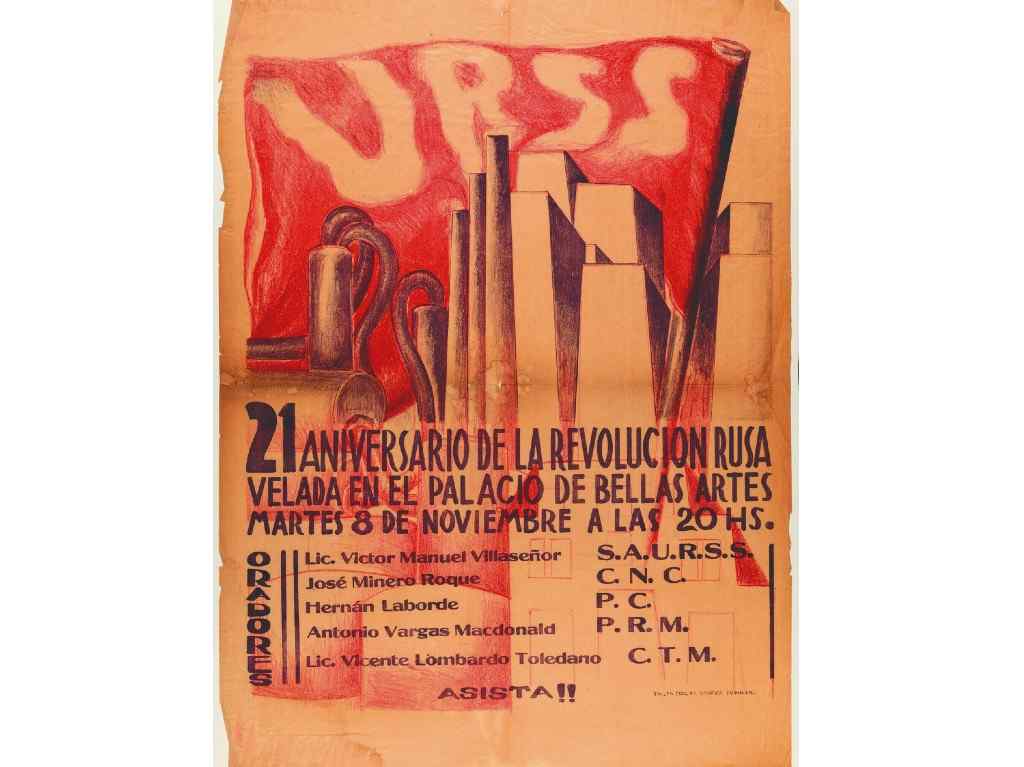 URSS
21 ANIVERSARIO DE LA REVOLUCION RUSA
VELADA EN EL PALACIO DE BELLAS ARTES
MARTES 8 DE NOVIEMBRE A LAS 20 HS.
ORADORES
Lic. Victor Manuel Villaseñor S.A.U.R.S.S.
José Minero Roque C. N. C.
Hernán Laborde P. C.
Antonio Vargas Macdonald P. R. M.
Lic. Vicente Lombardo Toledano C. T. M.
ASISTA!!